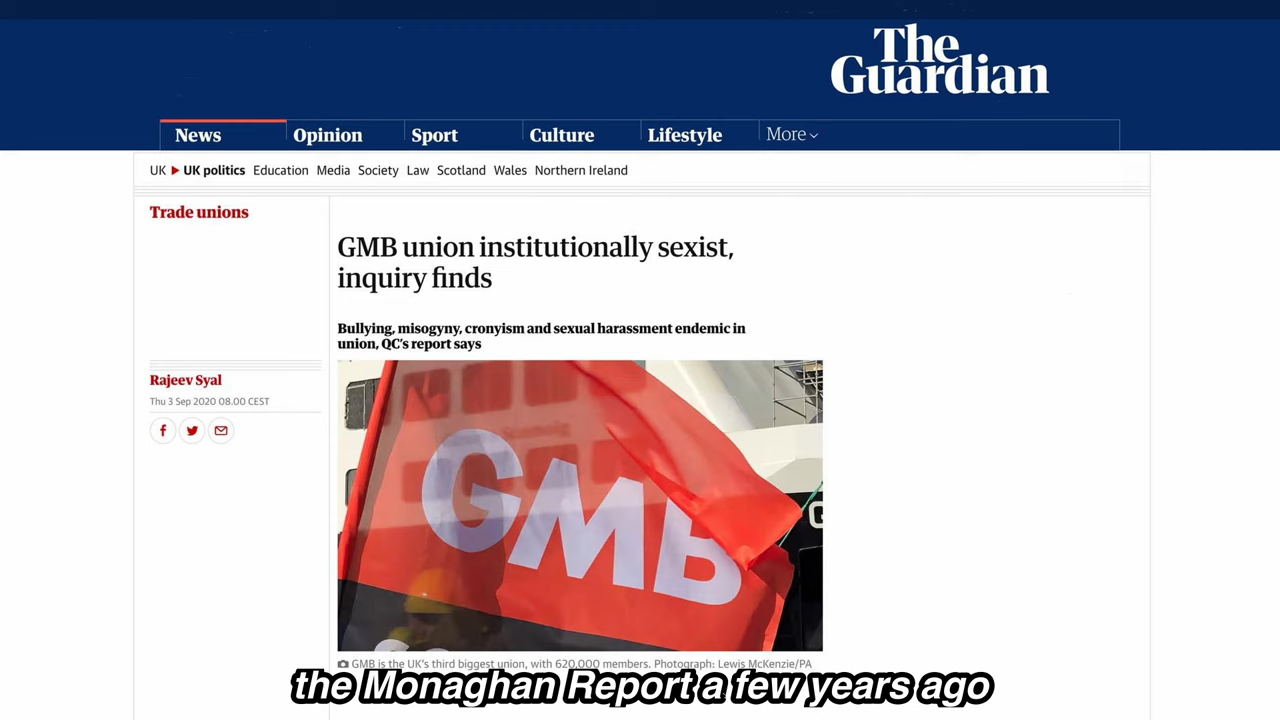 The
Guardian
News
Opinion
Sport
Culture
Lifestyle
More
UK UK politics Education Media Society Law Scotland Wales Northern Ireland
Trade unions
GMB union institutionally sexist,
inquiry finds
Bullying, misogyny, cronyism and sexual harassment endemic in
union, QC's report says
Rajeev Syal
Thu 3 Sep 2020 08.00 CEST
GMB
GMB is the UK's third biggest union, with 620,000 members. Photograph: Lewis McKenzie/PA
the Monaghan Report a few years ago